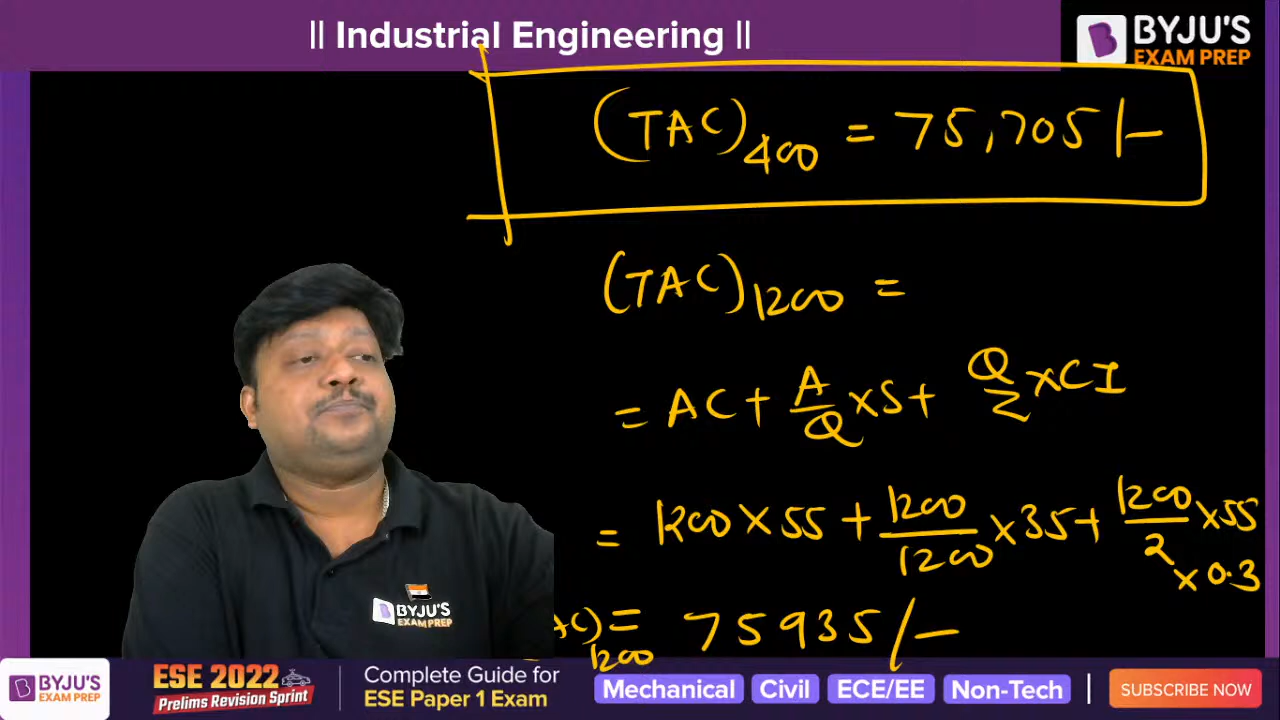 || Industrial Engineering ||
BYJU'S
EXAM PREP
(TAC)400 = 75,705/-
(TAC)1200 =
= AC + A/Q × S + Q/2 × CI
= 1200 × 55 + 1200/1200 × 35 + 1200/2 × 55
× 0.3
AC)1200 = 75935/-
BYJU'S
EXAM PREP
BYJU'S
EXAM PREP
ESE 2022
Prelims Revision Sprint
Complete Guide for
ESE Paper 1 Exam
Mechanical Civil ECE/EE Non-Tech
SUBSCRIBE NOW